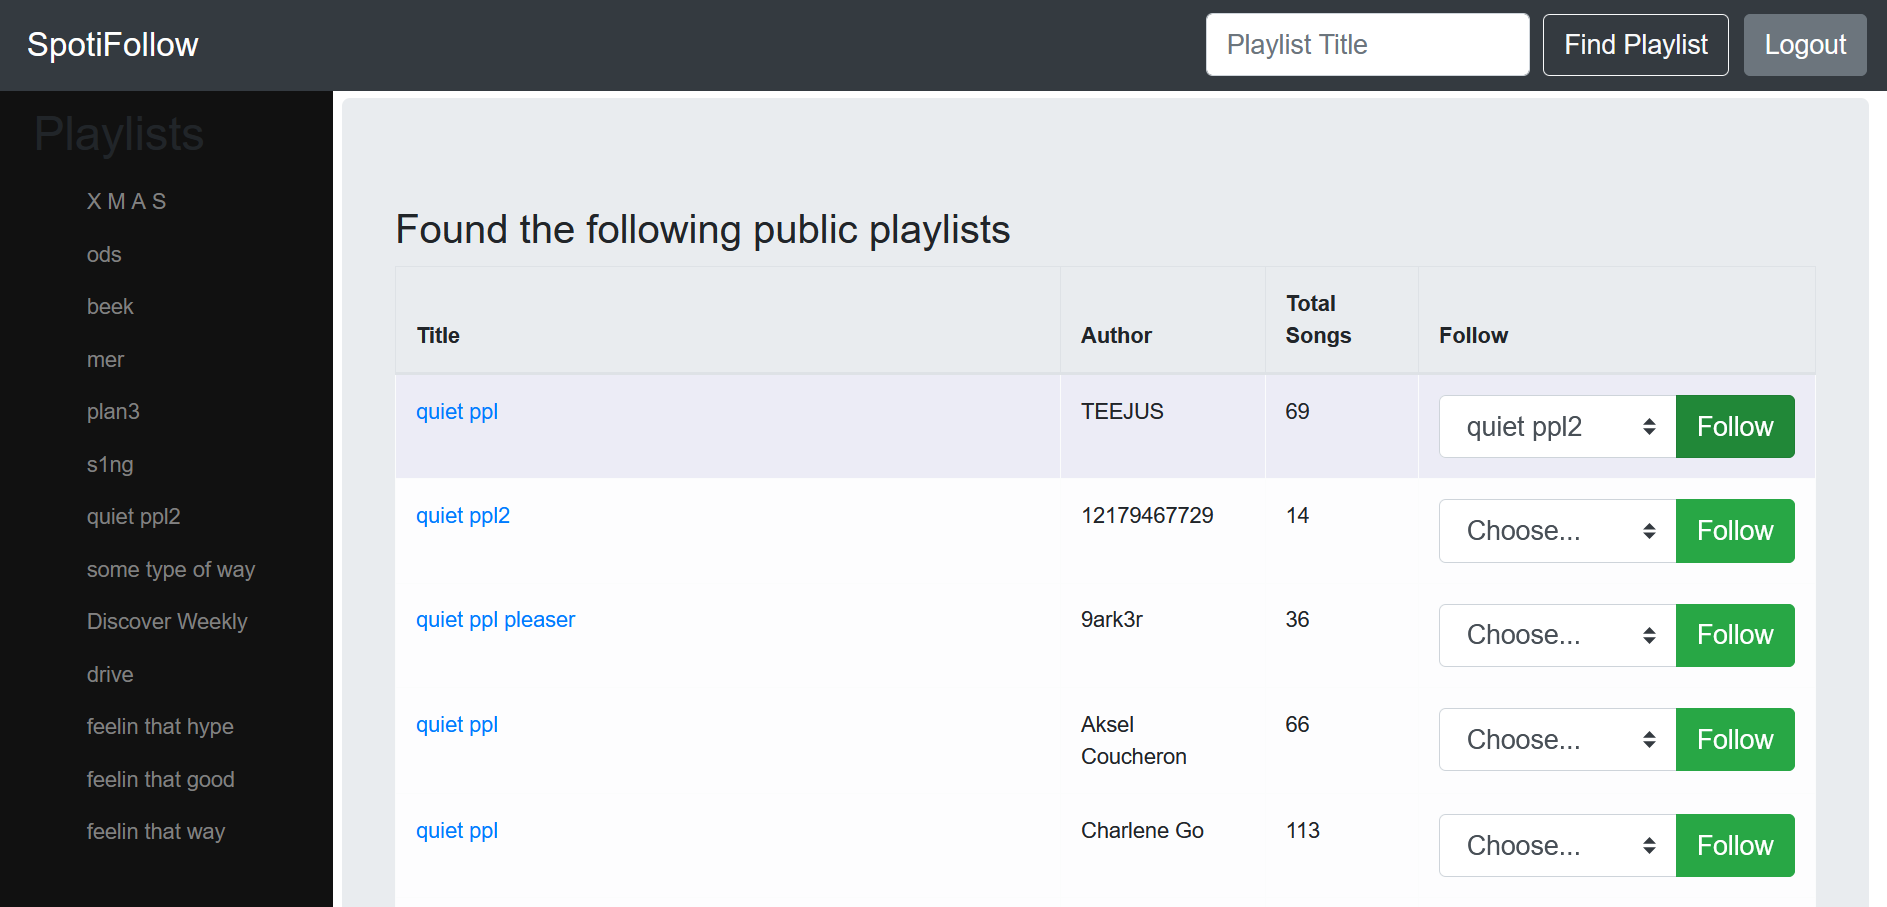 SpotiFollow
Playlist Title
Find Playlist
Logout
Playlists
X M A S
ods
beek
mer
plan3
s1ng
quiet ppl2
some type of way
Discover Weekly
drive
feelin that hype
feelin that good
feelin that way
Found the following public playlists
Title Author Total Songs Follow
quiet ppl TEEJUS 69 quiet ppl2 Follow
quiet ppl2 12179467729 14 Choose... Follow
quiet ppl pleaser 9ark3r 36 Choose... Follow
quiet ppl Aksel Coucheron 66 Choose... Follow
quiet ppl Charlene Go 113 Choose... Follow